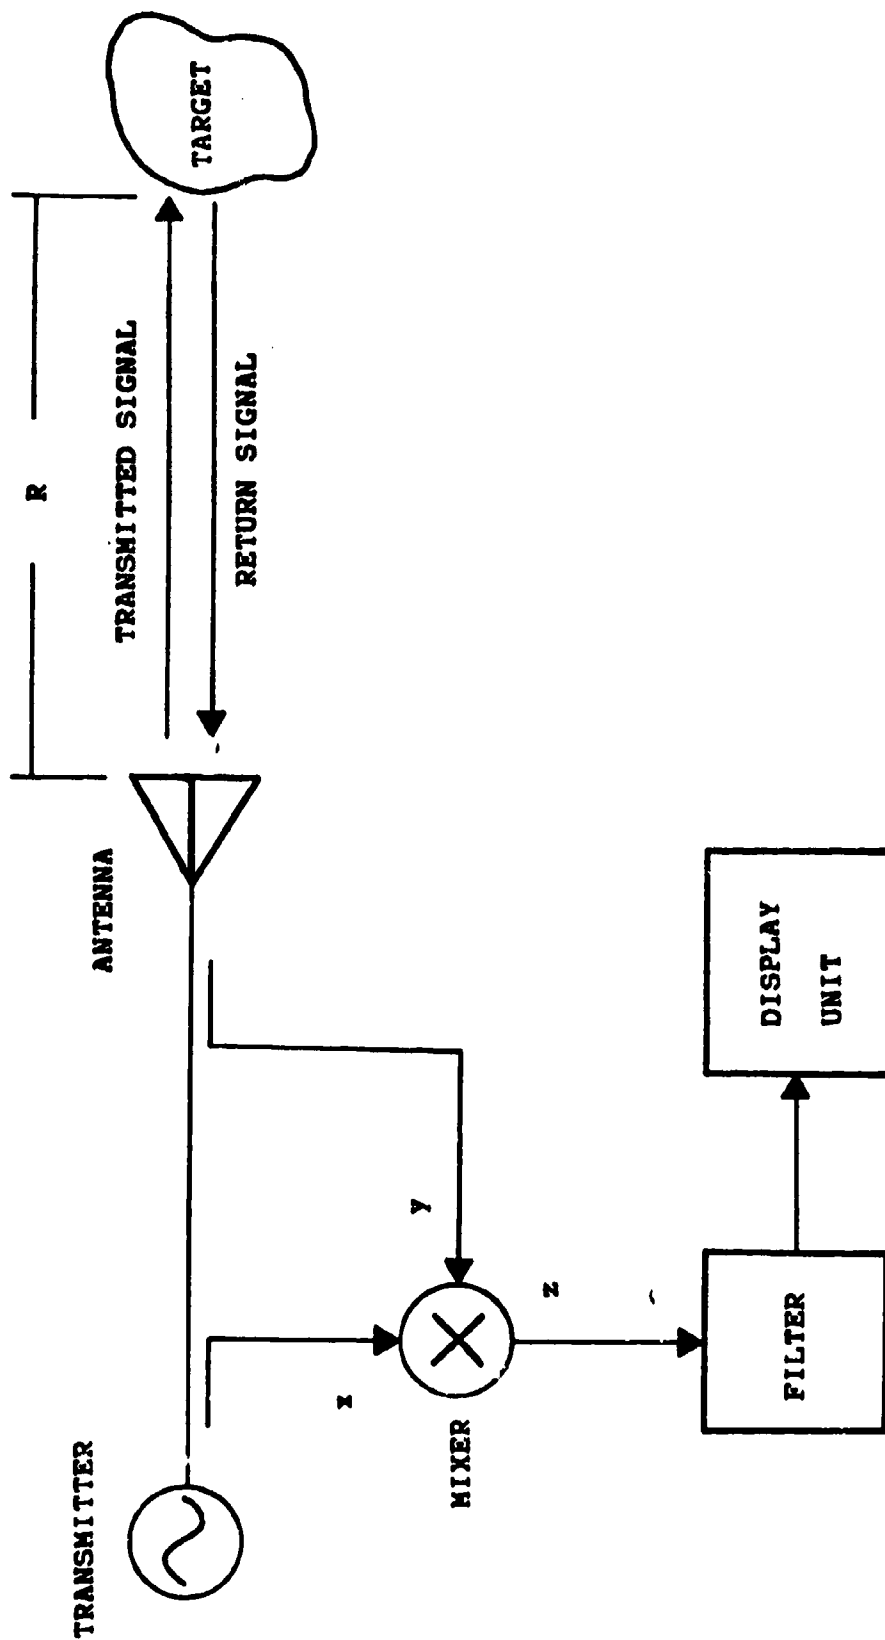 TRANSMITTER
ANTENNA
R
TRANSMITTED SIGNAL
RETURN SIGNAL
TARGET
x
y
MIXER
z
FILTER
DISPLAY
UNIT